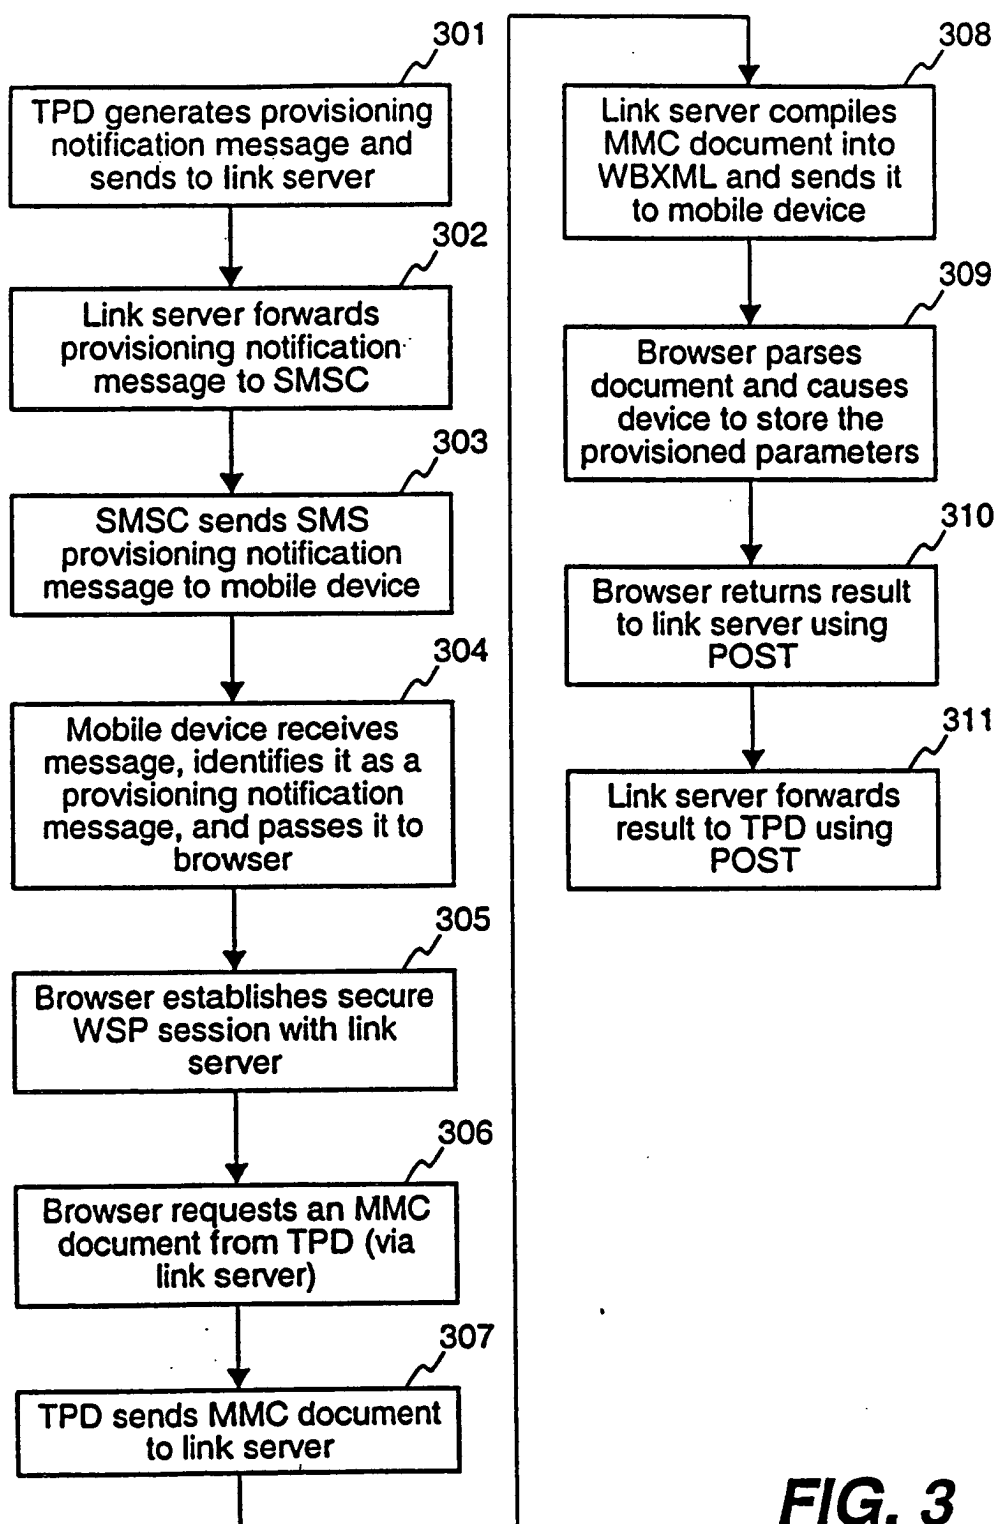 301
TPD generates provisioning
notification message and
sends to link server
302
Link server forwards
provisioning notification
message to SMSC
303
SMSC sends SMS
provisioning notification
message to mobile device
304
Mobile device receives
message, identifies it as a
provisioning notification
message, and passes it to
browser
305
Browser establishes secure
WSP session with link
server
306
Browser requests an MMC
document from TPD (via
link server)
307
TPD sends MMC document
to link server
308
Link server compiles
MMC document into
WBXML and sends it
to mobile device
309
Browser parses
document and causes
device to store the
provisioned parameters
310
Browser returns result
to link server using
POST
311
Link server forwards
result to TPD using
POST
FIG. 3